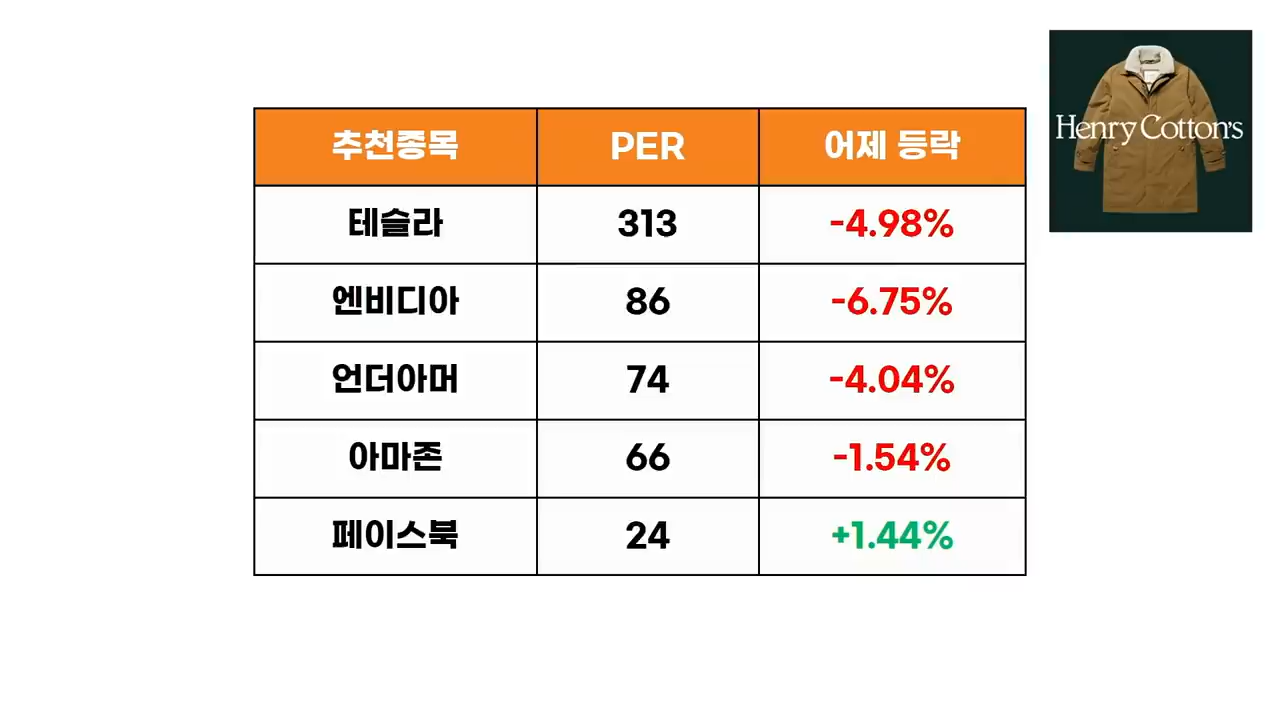 추천종목 PER 어제 등락
테슬라 313 -4.98%
엔비디아 86 -6.75%
언더아머 74 -4.04%
아마존 66 -1.54%
페이스북 24 +1.44%
Henry Cotton's